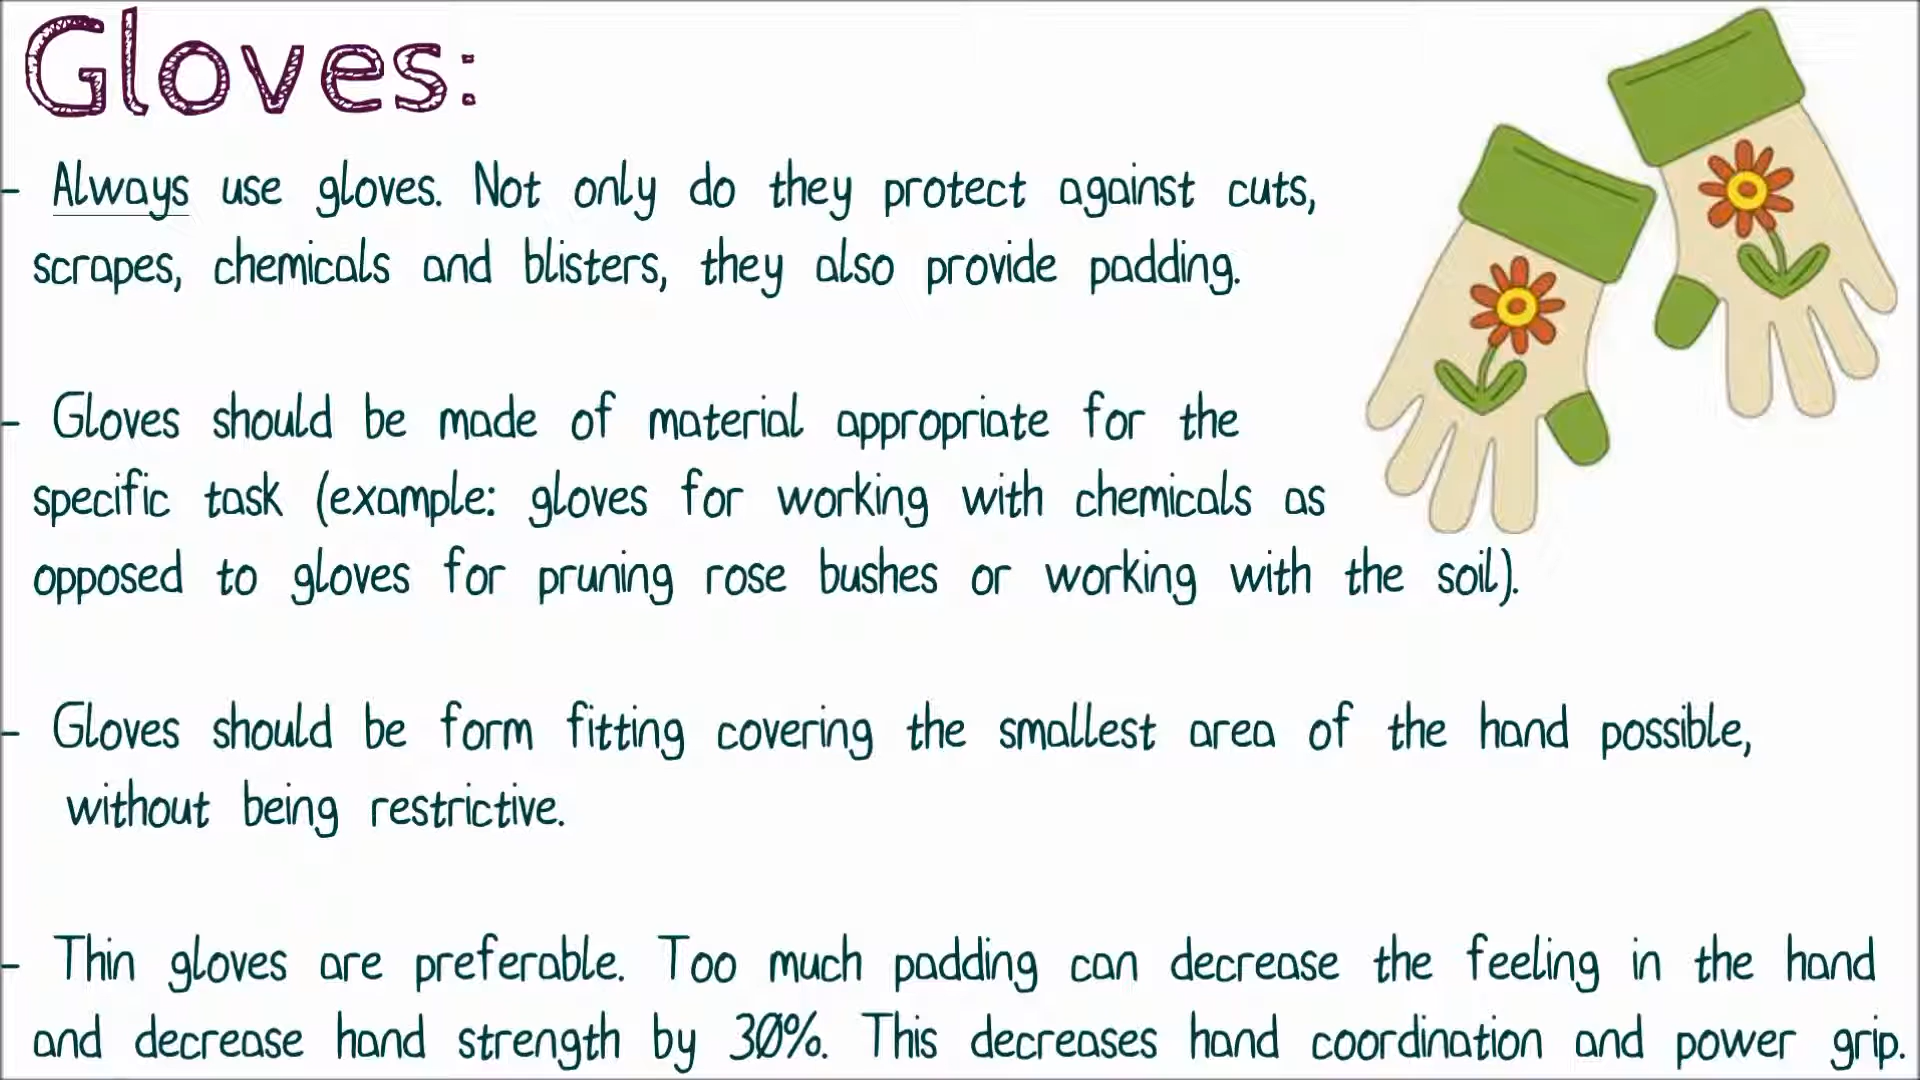 Gloves:
- Always use gloves. Not only do they protect against cuts,
scrapes, chemicals and blisters, they also provide padding.
- Gloves should be made of material appropriate for the
specific task (example: gloves for working with chemicals as
opposed to gloves for pruning rose bushes or working with the soil).
- Gloves should be form fitting covering the smallest area of the hand possible,
without being restrictive.
- Thin gloves are preferable. Too much padding can decrease the feeling in the hand
and decrease hand strength by 30%. This decreases hand coordination and power grip.